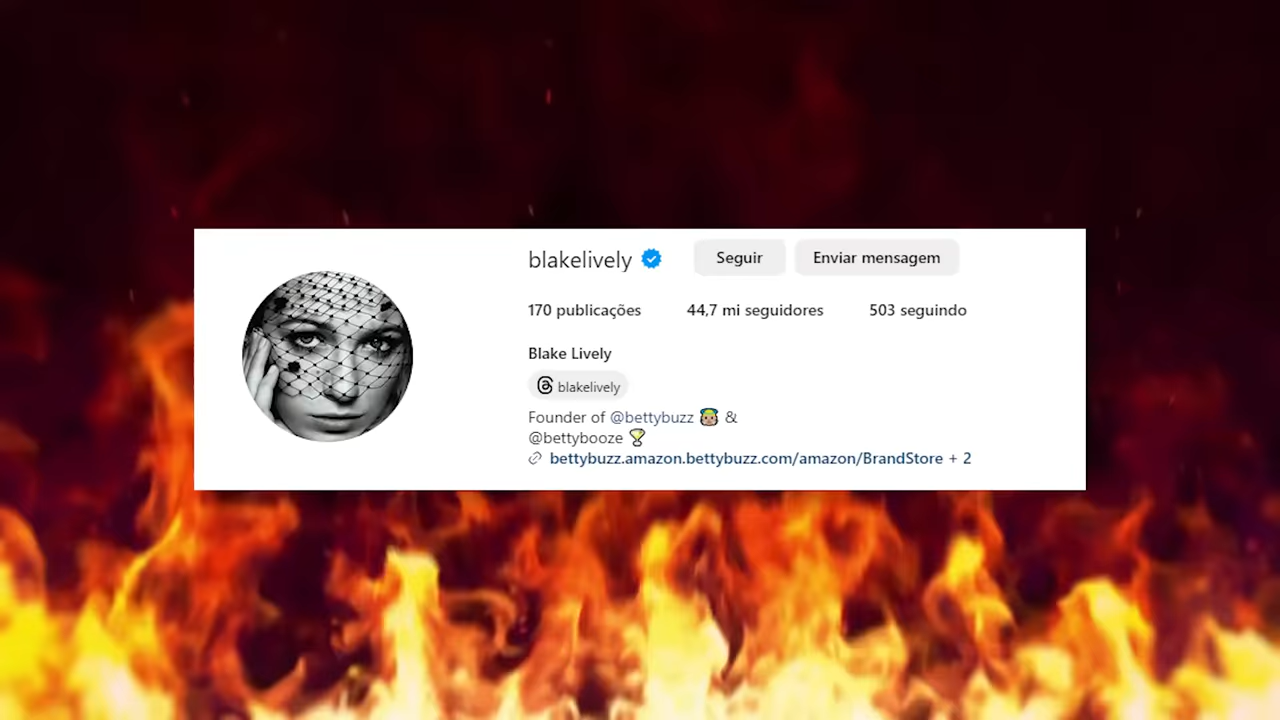 blakelively Seguir Enviar mensagem
170 publicações 44,7 mi seguidores 503 seguindo
Blake Lively
blakelively
Founder of @bettybuzz &
@bettybooze
bettybuzz.amazon.bettybuzz.com/amazon/BrandStore + 2